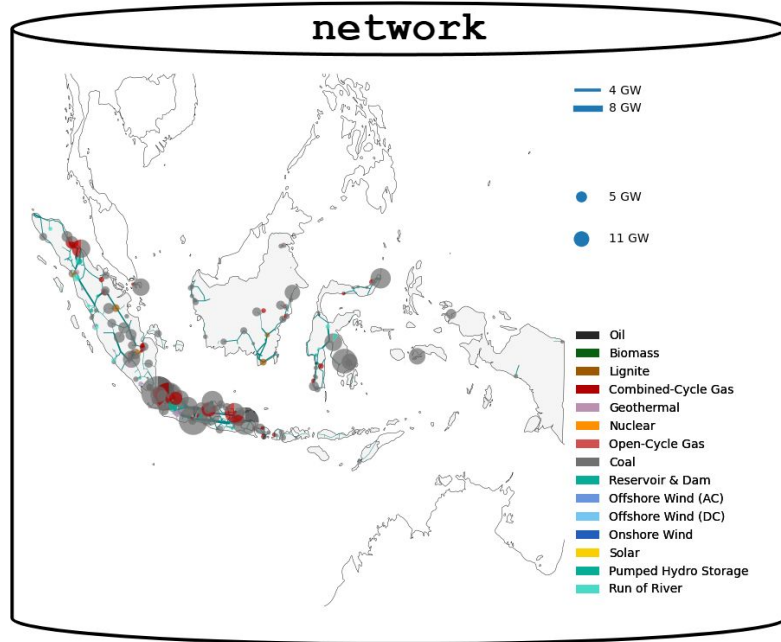 network
4 GW
8 GW
5 GW
11 GW
Oil
Biomass
Lignite
Combined-Cycle Gas
Geothermal
Nuclear
Open-Cycle Gas
Coal
Reservoir & Dam
Offshore Wind (AC)
Offshore Wind (DC)
Onshore Wind
Solar
Pumped Hydro Storage
Run of River